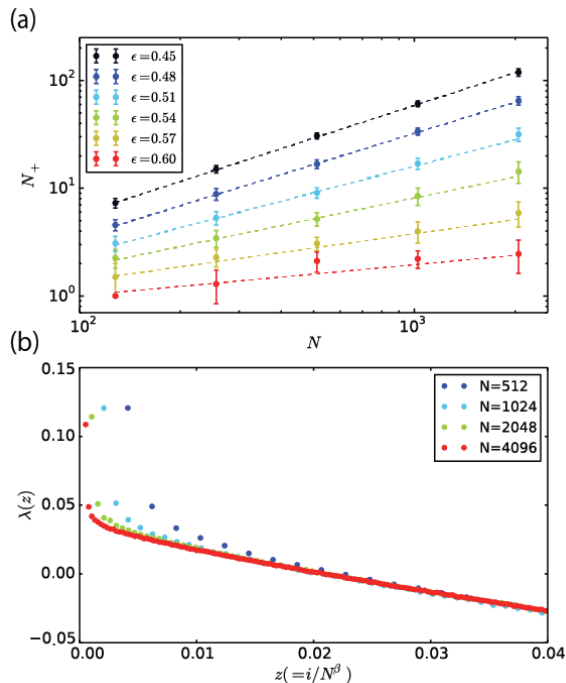 (a)
10²
10¹
10⁰
N₊
ϵ=0.45
ϵ=0.48
ϵ=0.51
ϵ=0.54
ϵ=0.57
ϵ=0.60
10²
10³
N
(b)
0.15
0.10
0.05
0.00
−0.05
λ(z)
N=512
N=1024
N=2048
N=4096
0.00
0.01
0.02
0.03
0.04
z(=i/N^β)